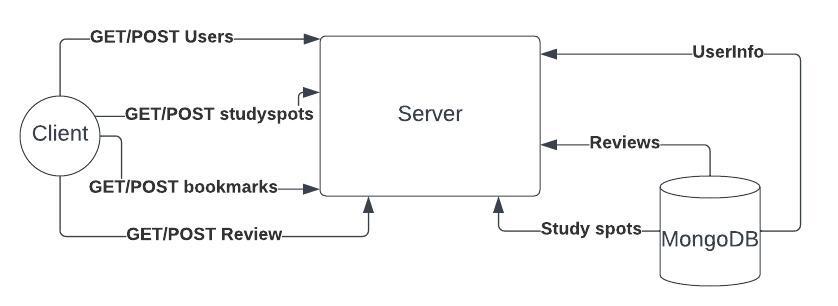 GET/POST Users
UserInfo
GET/POST studyspots
Server
Client
Reviews
GET/POST bookmarks
GET/POST Review
Study spots
MongoDB